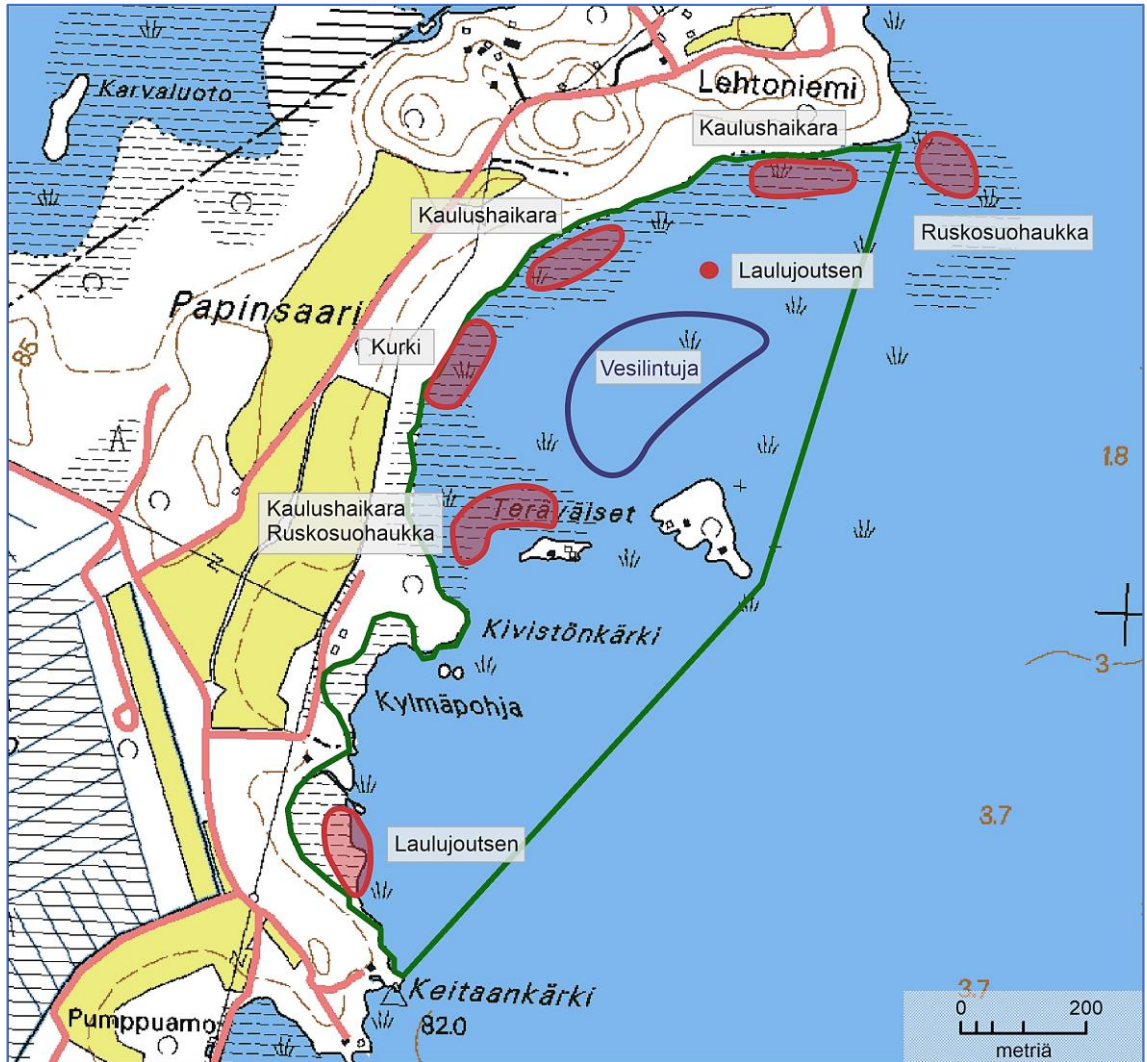 Karvaluoto
Lehtoniemi
Kaulushaikara
Kaulushaikara
Ruskosuohaukka
Laulujoutsen
Papinsaari
Kurki
85
Vesilintuja
1.8
Kaulushaikara
Ruskosuohaukka
Teräväiset
Z
Kivistönkärki
3
Kylmäpohja
3.7
Laulujoutsen
Z
Keitaankärki
82.0
Pumppuamo
3.7
0 200
metriä